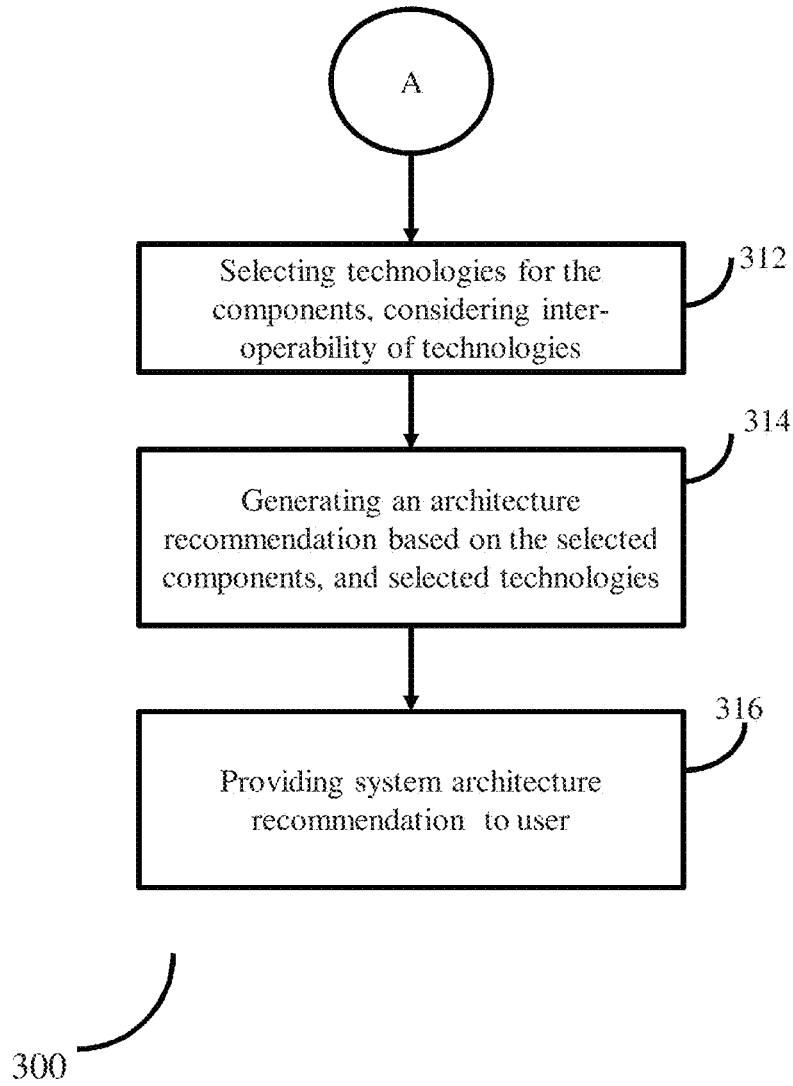 A
312
Selecting technologies for the
components, considering inter-
operability of technologies
314
Generating an architecture
recommendation based on the selected
components, and selected technologies
316
Providing system architecture
recommendation to user
300